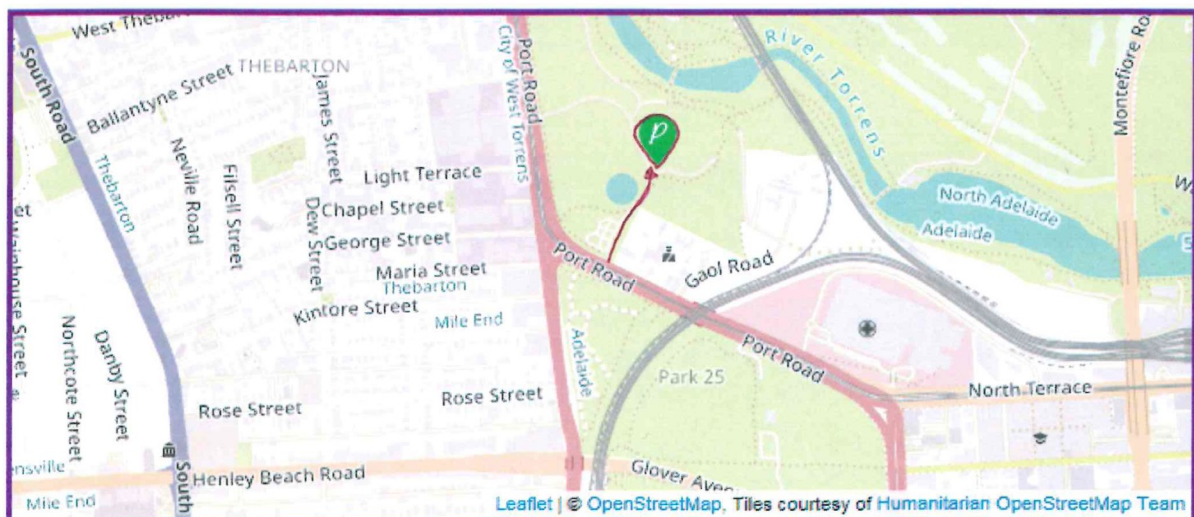 West Theba
South Road
Ballantyne Street
THEBARTON
James Street
Port Road
City of West Torrens
River Torrens
Montefiore Ro
P
Thebarton
Neville Road
Filsell Street
Light Terrace
Dew Street
Chapel Street
George Street
Maria Street
Thebarton
Kintore Street
Mile End
Port Road
Gaol Road
North Adelaide
Adelaide
Street
Northcote Street
Danby Street
Adelaide
Park 25
Port Road
North Terrace
Rose Street
Rose Street
South
ensville
Henley Beach Road
Glover Aven
Mile End
Leaflet | © OpenStreetMap, Tiles courtesy of Humanitarian OpenStreetMap Team